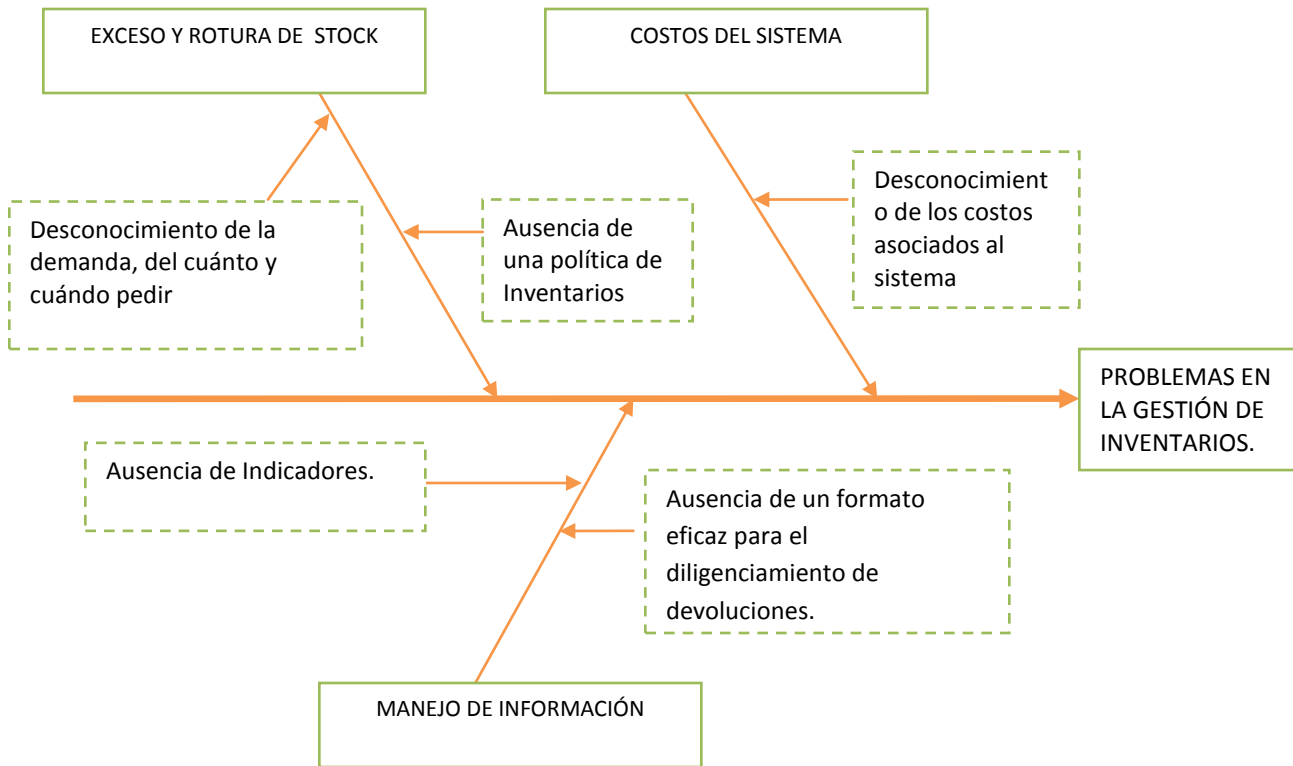 EXCESO Y ROTURA DE STOCK
COSTOS DEL SISTEMA
Desconocimiento de la
demanda, del cuánto y
cuándo pedir
Ausencia de
una política de
Inventarios
Desconocimient
o de los costos
asociados al
sistema
PROBLEMAS EN
LA GESTIÓN DE
INVENTARIOS.
Ausencia de Indicadores.
Ausencia de un formato
eficaz para el
diligenciamiento de
devoluciones.
MANEJO DE INFORMACIÓN